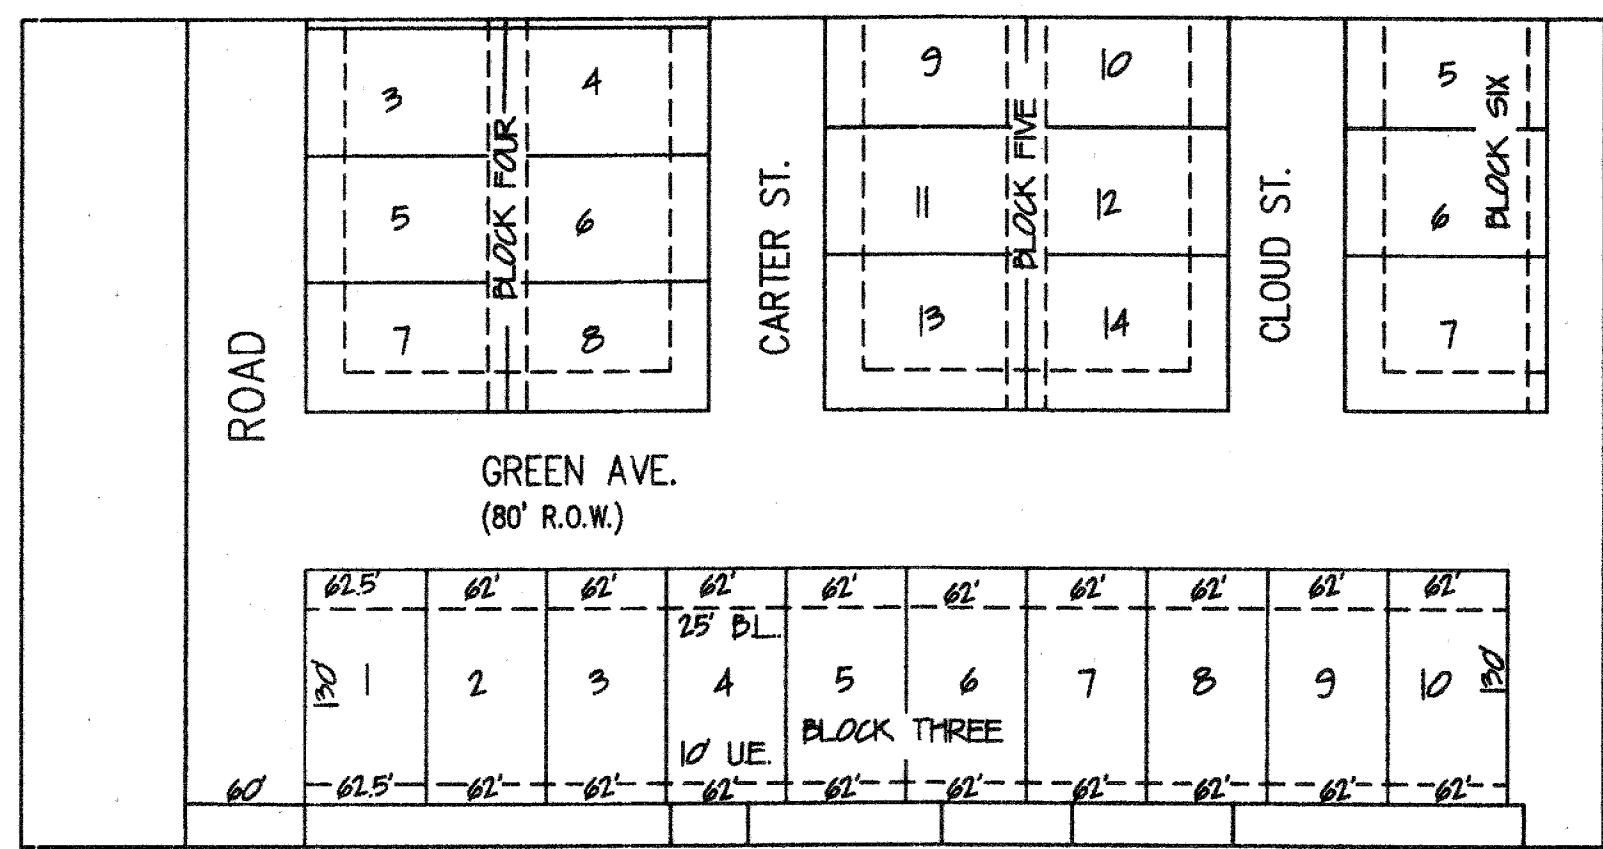 3
4
9
10
5
BLOCK FOUR
BLOCK FIVE
BLOCK SIX
5
6
11
12
6
7
8
13
14
7
CARTER ST.
CLOUD ST.
ROAD
GREEN AVE.
(80' R.O.W.)
62.5' 62' 62' 62' 62' 62' 62' 62' 62' 62'
25' BL.
130' 1 2 3 4 5 6 7 8 9 10 130'
BLOCK THREE
10' UE.
60' 62.5' 62' 62' 62' 62' 62' 62' 62' 62' 62'